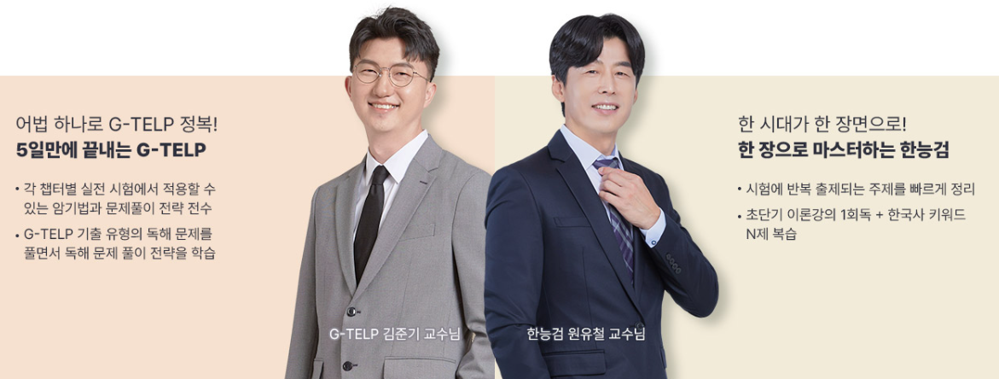 어법 하나로 G-TELP 정복!
5일만에 끝내는 G-TELP
• 각 챕터별 실전 시험에서 적용할 수
있는 암기법과 문제풀이 전략 전수
• G-TELP 기출 유형의 독해 문제를
풀면서 독해 문제 풀이 전략을 학습
G-TELP 김준기 교수님
한능검 원유철 교수님
한 시대가 한 장면으로!
한 장으로 마스터하는 한능검
• 시험에 반복 출제되는 주제를 빠르게 정리
• 초단기 이론강의 1회독 + 한국사 키워드
N제 복습